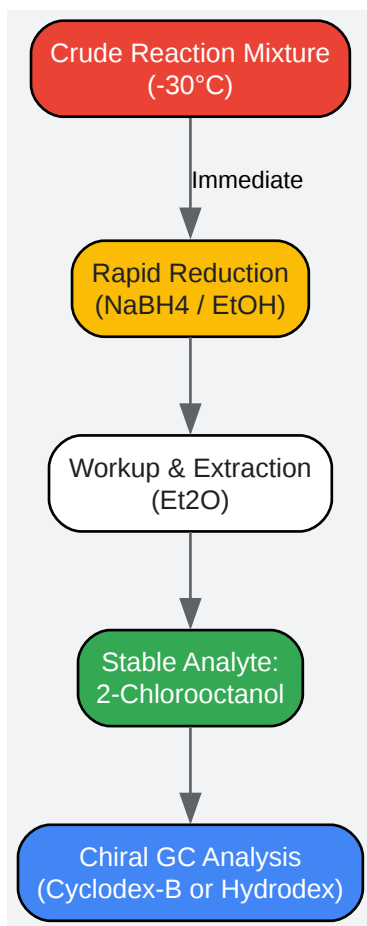 Crude Reaction Mixture
(-30°C)
Immediate
Rapid Reduction
(NaBH4 / EtOH)
Workup & Extraction
(Et2O)
Stable Analyte:
2-Chlorooctanol
Chiral GC Analysis
(Cyclodex-B or Hydrodex)